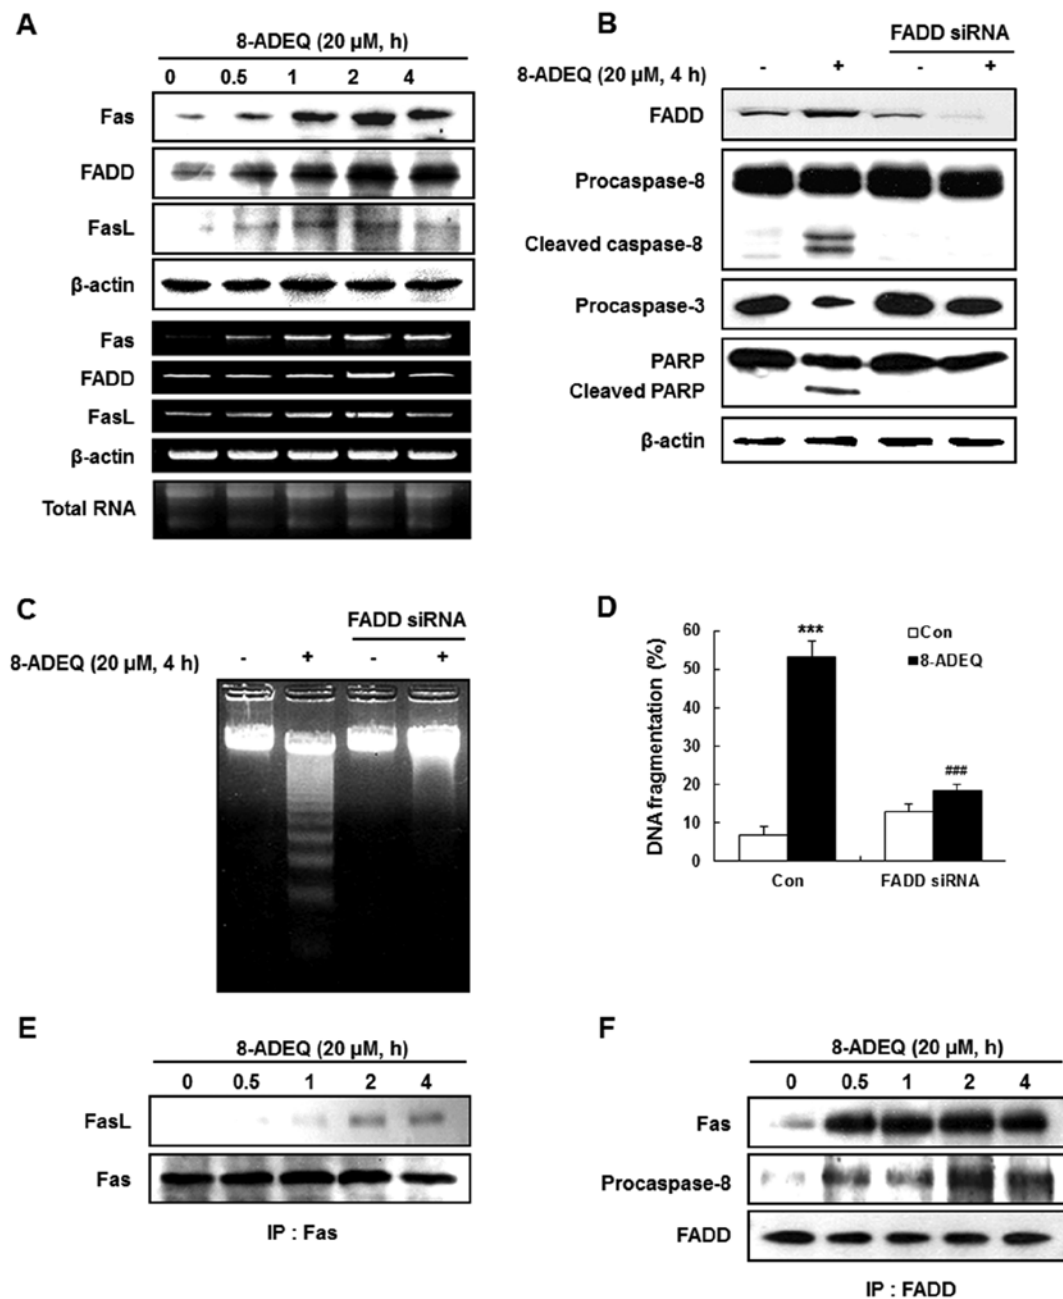 A
8-ADEQ (20 µM, h)
0 0.5 1 2 4
Fas
FADD
FasL
β-actin
Fas
FADD
FasL
β-actin
Total RNA
B
FADD siRNA
8-ADEQ (20 µM, 4 h) - + - +
FADD
Procaspase-8
Cleaved caspase-8
Procaspase-3
PARP
Cleaved PARP
β-actin
C
FADD siRNA
8-ADEQ (20 µM, 4 h) - + - +
D
DNA fragmentation (%)
60
50
40
30
20
10
0
***
###
Con
8-ADEQ
Con FADD siRNA
E
8-ADEQ (20 µM, h)
0 0.5 1 2 4
FasL
Fas
IP : Fas
F
8-ADEQ (20 µM, h)
0 0.5 1 2 4
Fas
Procaspase-8
FADD
IP : FADD